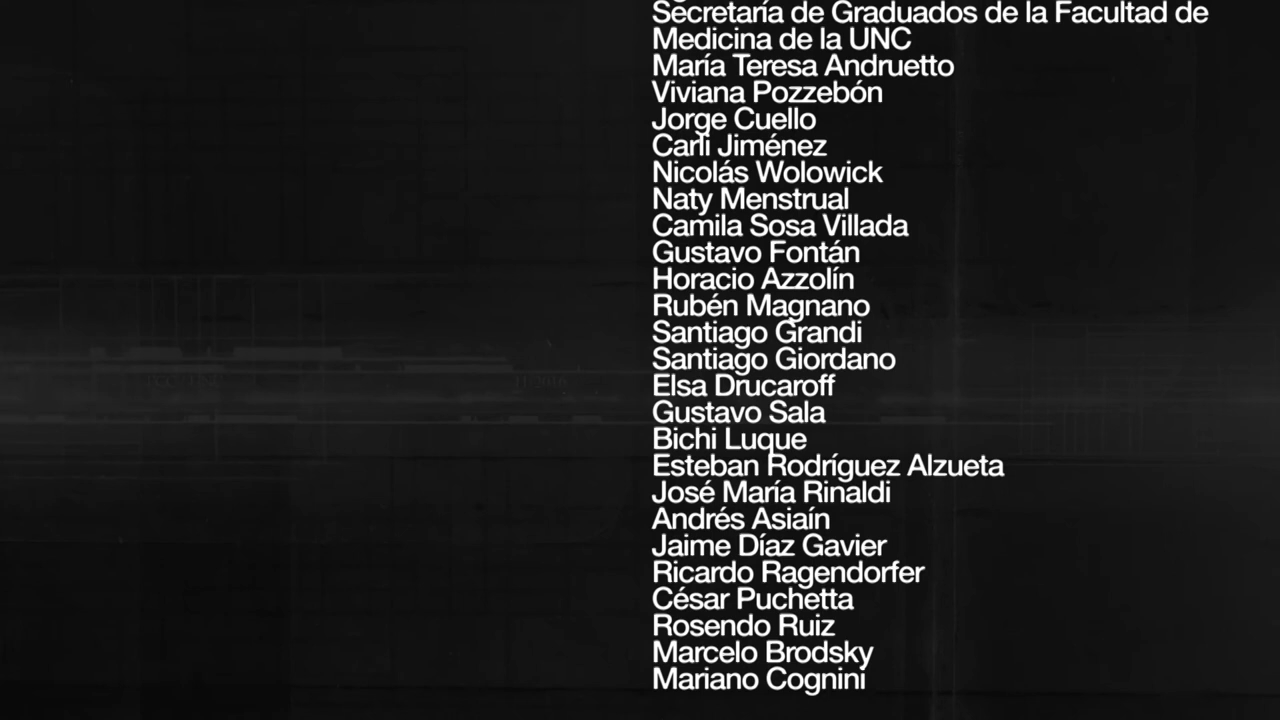 Secretaría de Graduados de la Facultad de
Medicina de la UNC
María Teresa Andruetto
Viviana Pozzebón
Jorge Cuello
Carli Jiménez
Nicolás Wolowick
Naty Menstrual
Camila Sosa Villada
Gustavo Fontán
Horacio Azzolín
Rubén Magnano
Santiago Grandi
Santiago Giordano
Elsa Drucaroff
Gustavo Sala
Bichi Luque
Esteban Rodríguez Alzueta
José María Rinaldi
Andrés Asiaín
Jaime Díaz Gavier
Ricardo Ragendorfer
César Puchetta
Rosendo Ruiz
Marcelo Brodsky
Mariano Cognini